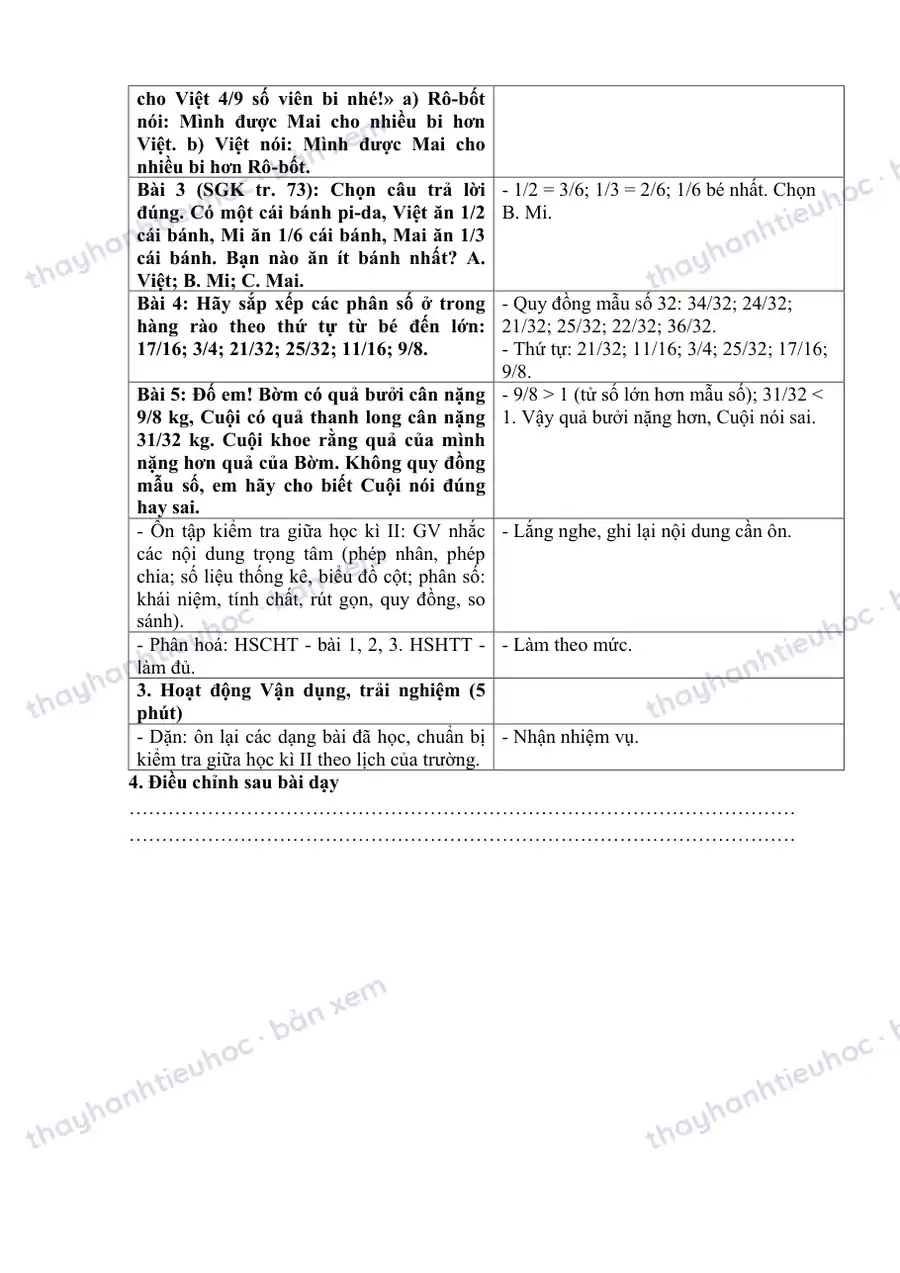 cho Việt 4/9 số viên bi nhé!» a) Rô-bốt
nói: Mình được Mai cho nhiều bi hơn
Việt. b) Việt nói: Mình được Mai cho
nhiều bi hơn Rô-bốt.
Bài 3 (SGK tr. 73): Chọn câu trả lời
đúng. Có một cái bánh pi-da, Việt ăn 1/2
cái bánh, Mi ăn 1/6 cái bánh, Mai ăn 1/3
cái bánh. Bạn nào ăn ít bánh nhất? A.
Việt; B. Mi; C. Mai.
- 1/2 = 3/6; 1/3 = 2/6; 1/6 bé nhất. Chọn
B. Mi.
Bài 4: Hãy sắp xếp các phân số ở trong
hàng rào theo thứ tự từ bé đến lớn:
17/16; 3/4; 21/32; 25/32; 11/16; 9/8.
- Quy đồng mẫu số 32: 34/32; 24/32;
21/32; 25/32; 22/32; 36/32.
- Thứ tự: 21/32; 11/16; 3/4; 25/32; 17/16;
9/8.
Bài 5: Đố em! Bờm có quả bưởi cân nặng
9/8 kg, Cuội có quả thanh long cân nặng
31/32 kg. Cuội khoe rằng quả của mình
nặng hơn quả của Bờm. Không quy đồng
mẫu số, em hãy cho biết Cuội nói đúng
hay sai.
- 9/8 > 1 (tử số lớn hơn mẫu số); 31/32 <
1. Vậy quả bưởi nặng hơn, Cuội nói sai.
- Ôn tập kiểm tra giữa học kì II: GV nhắc
các nội dung trọng tâm (phép nhân, phép
chia; số liệu thống kê, biểu đồ cột; phân số:
khái niệm, tính chất, rút gọn, quy đồng, so
sánh).
- Lắng nghe, ghi lại nội dung cần ôn.
- Phân hoá: HSCHT - bài 1, 2, 3. HSHTT -
làm đủ.
- Làm theo mức.
3. Hoạt động Vận dụng, trải nghiệm (5
phút)
- Dặn: ôn lại các dạng bài đã học, chuẩn bị
kiểm tra giữa học kì II theo lịch của trường.
- Nhận nhiệm vụ.
4. Điều chỉnh sau bài dạy
……………………………………………………………………………………………
……………………………………………………………………………………………
thayhanhtieuhoc · bản xem
thayhanhtieuhoc · b
thayhanhtieuhoc · bản xem
thayhanhtieuhoc · b
thayhanhtieuhoc · bản xem
thayhanhtieuhoc · b